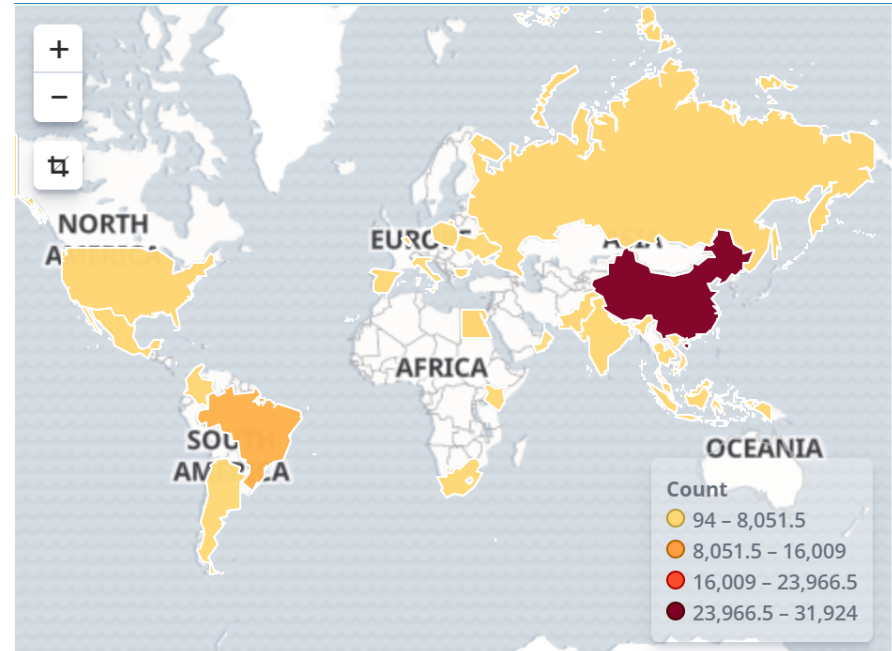 +
−
NORTH
AMERICA
EUROPE
ASIA
AFRICA
SOUTH
AMERICA
OCEANIA
Count
94 – 8,051.5
8,051.5 – 16,009
16,009 – 23,966.5
23,966.5 – 31,924